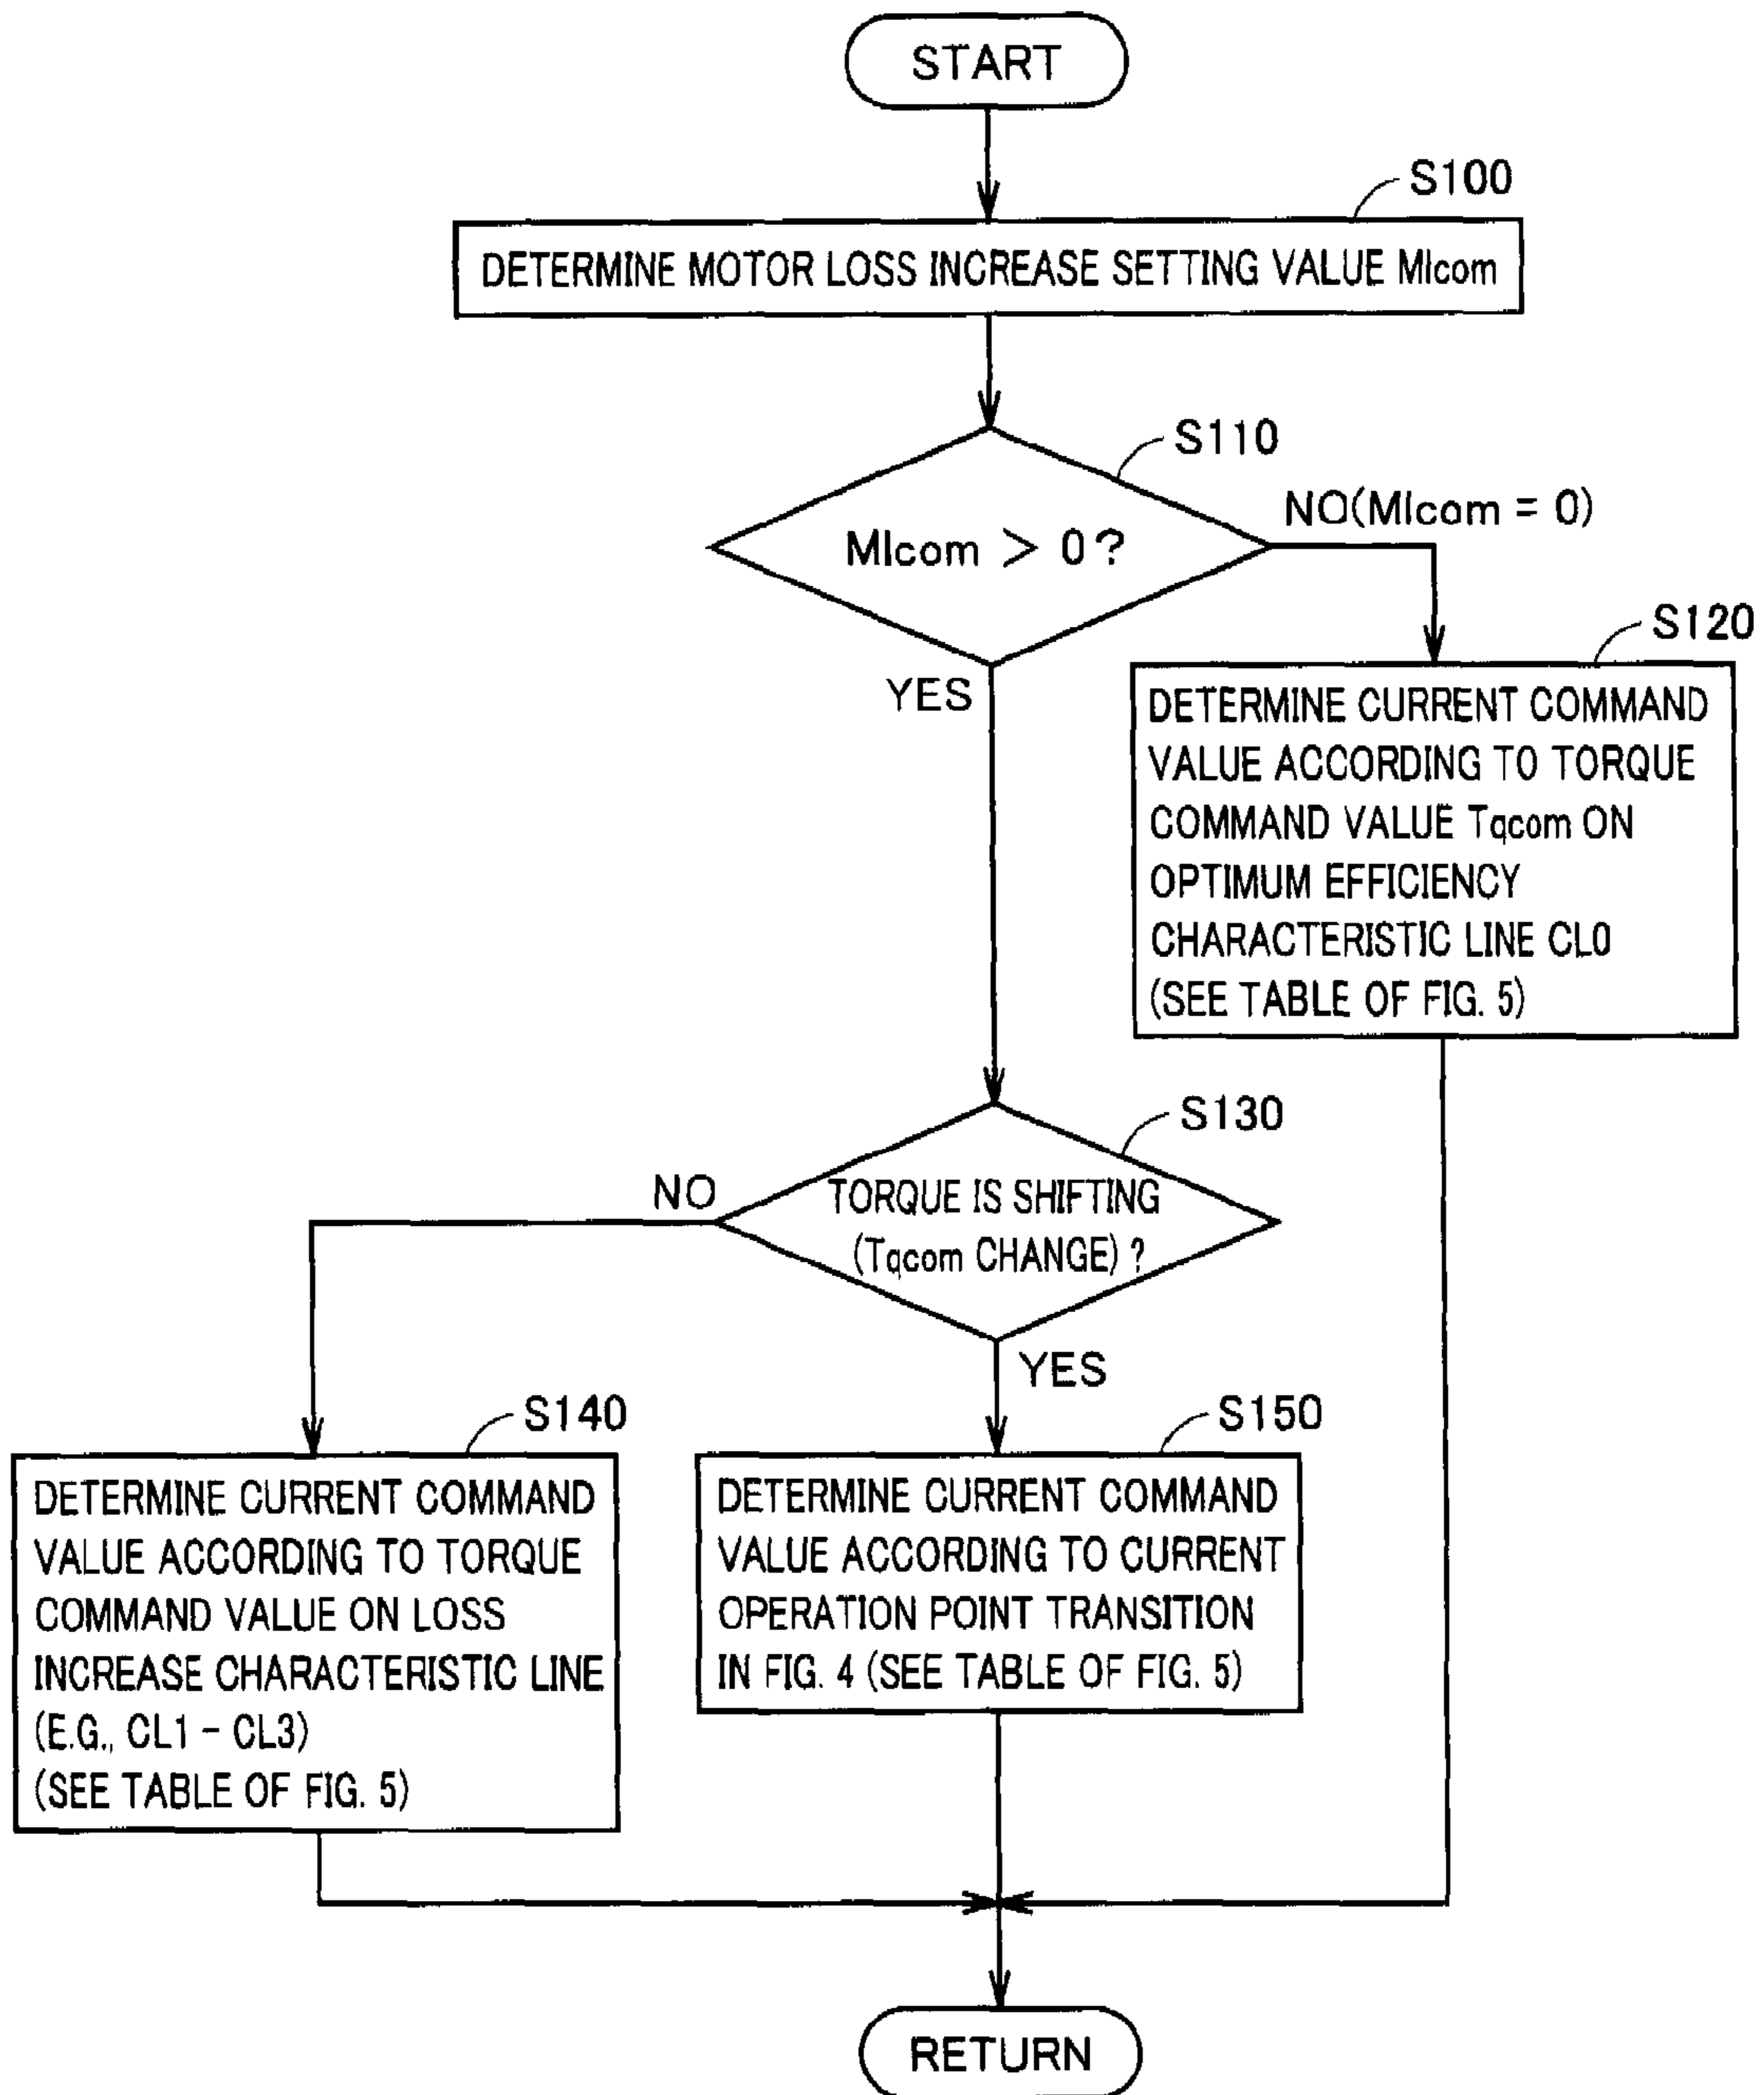 START
S100
DETERMINE MOTOR LOSS INCREASE SETTING VALUE Mlcom
S110
Mlcom > 0?
NO(Mlcom = 0)
YES
S120
DETERMINE CURRENT COMMAND
VALUE ACCORDING TO TORQUE
COMMAND VALUE Tqcom ON
OPTIMUM EFFICIENCY
CHARACTERISTIC LINE CL0
(SEE TABLE OF FIG. 5)
S130
NO
TORQUE IS SHIFTING
(Tqcom CHANGE) ?
YES
S140
DETERMINE CURRENT COMMAND
VALUE ACCORDING TO TORQUE
COMMAND VALUE ON LOSS
INCREASE CHARACTERISTIC LINE
(E.G., CL1 - CL3)
(SEE TABLE OF FIG. 5)
S150
DETERMINE CURRENT COMMAND
VALUE ACCORDING TO CURRENT
OPERATION POINT TRANSITION
IN FIG. 4 (SEE TABLE OF FIG. 5)
RETURN